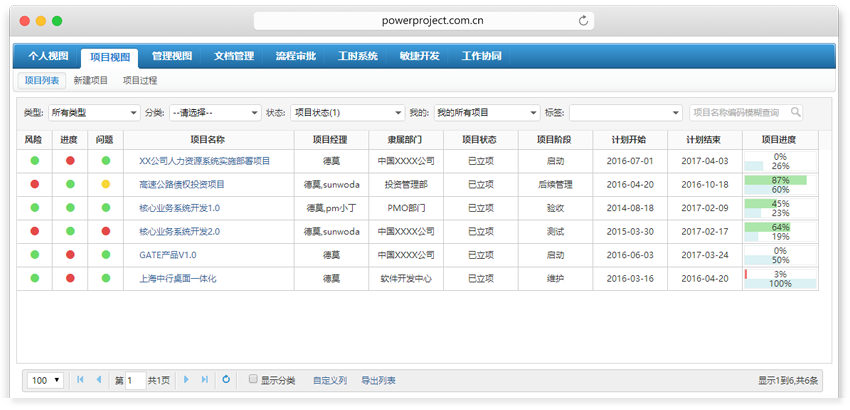 powerproject.com.cn
个人视图 项目视图 管理视图 文档管理 流程审批 工时系统 敏捷开发 工作协同
项目列表 新建项目 项目过程
类型: 所有类型 分类: --请选择-- 状态: 项目状态(1) 我的: 我的所有项目 标签: 项目名称编码模糊查询
风险 进度 问题 项目名称 项目经理 隶属部门 项目状态 项目阶段 计划开始 计划结束 项目进度
XX公司人力资源系统实施部署项目 德莫 中国XXXX公司 已立项 启动 2016-07-01 2017-04-03 0%
26%
高速公路债权投资项目 德莫,sunwoda 投资管理部 已立项 后续管理 2016-04-20 2016-10-18 87%
60%
核心业务系统开发1.0 德莫,pm小丁 PMO部门 已立项 验收 2014-08-18 2017-02-09 45%
23%
核心业务系统开发2.0 德莫,sunwoda 中国XXXX公司 已立项 测试 2015-03-30 2017-02-17 64%
19%
GATE产品V1.0 德莫 中国XXXX公司 已立项 启动 2016-06-03 2017-03-24 0%
50%
上海中行桌面一体化 德莫 软件开发中心 已立项 维护 2016-03-16 2016-04-20 3%
100%
100 第 1 共1页 显示分类 自定义列 导出列表 显示1到6,共6条